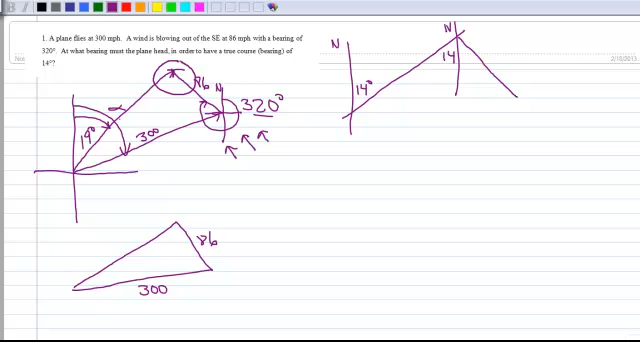 1. A plane flies at 300 mph. A wind is blowing out of the SE at 86 mph with a bearing of
320°. At what bearing must the plane head, in order to have a true course (bearing) of
14°?
2/18/2013
N
N
14
14°
86
N
320°
α
14°
300
86
300